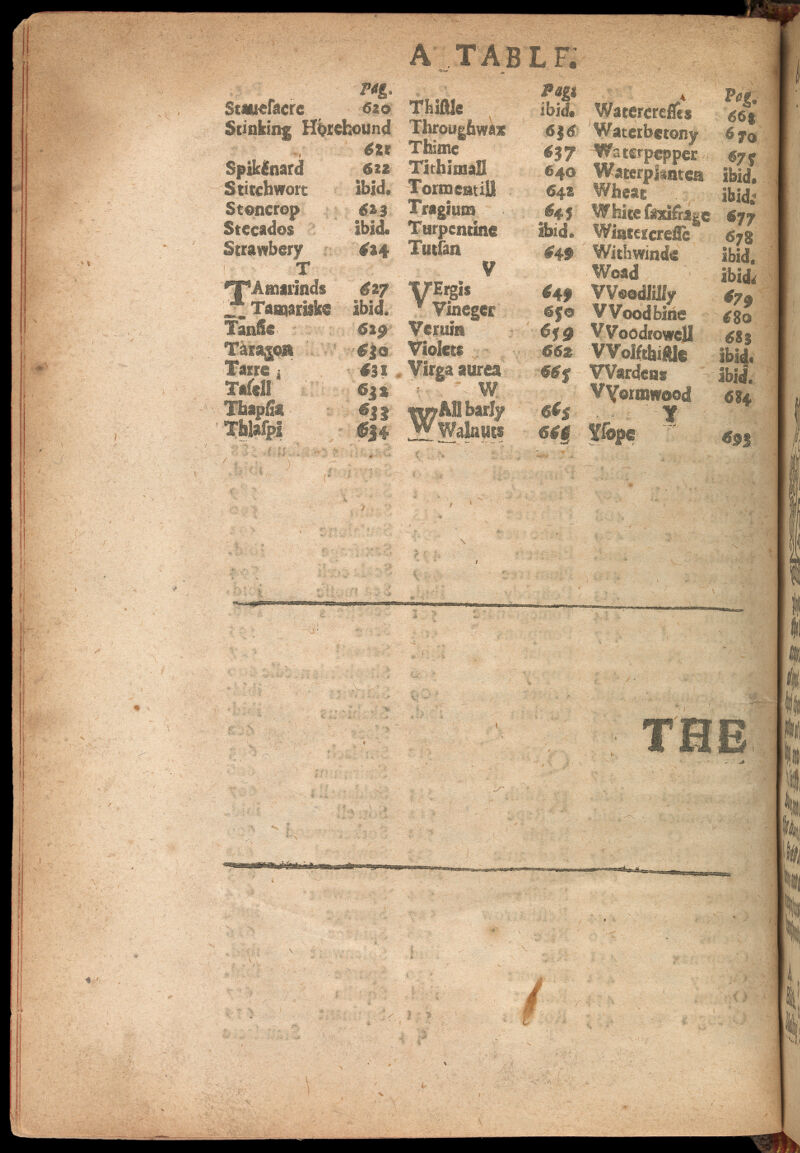 A TABLE.
Pag.
Stauefacre 620
Stinking Horehound
621
Spiknard 622
Stitchwort ibid.
Stoncrop 623
Stecados ibid.
Strawbery 624
T
TAmarinds 627
Tamariske ibid.
Tansie 629
Taragon 630
Tarre 631
Tasell 632
Thapsia 633
Thlaspi 634
Pag.
Thistle ibid.
Throughwax 636
Thime 637
Tithimall 640
Tormentill 642
Tragium 645
Turpentine ibid.
Tutsan 649
V
VErgis 649
Vineger 650
Veruin 659
Violets 662
Virga aurea 665
W
WAll barly 665
Walnuts 666
Pag.
Watercresses 668
Waterbetony 670
Waterpepper 675
Waterplanten ibid.
Wheat ibid.
White saxifrage 677
Wintercresse 678
Withwinde ibid.
Woad ibid.
VVoodlilly 679
VVoodbine 680
VVoodrowell 683
VVolfthistle ibid.
VVardens ibid.
VVormwood 684
Y
Ysope 693
THE